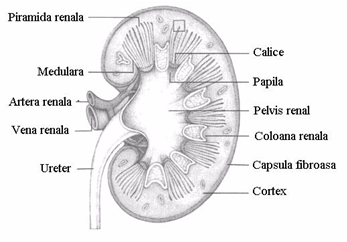 Piramida renala
Medulara
Artera renala
Vena renala
Ureter
Calice
Papila
Pelvis renal
Coloana renala
Capsula fibroasa
Cortex